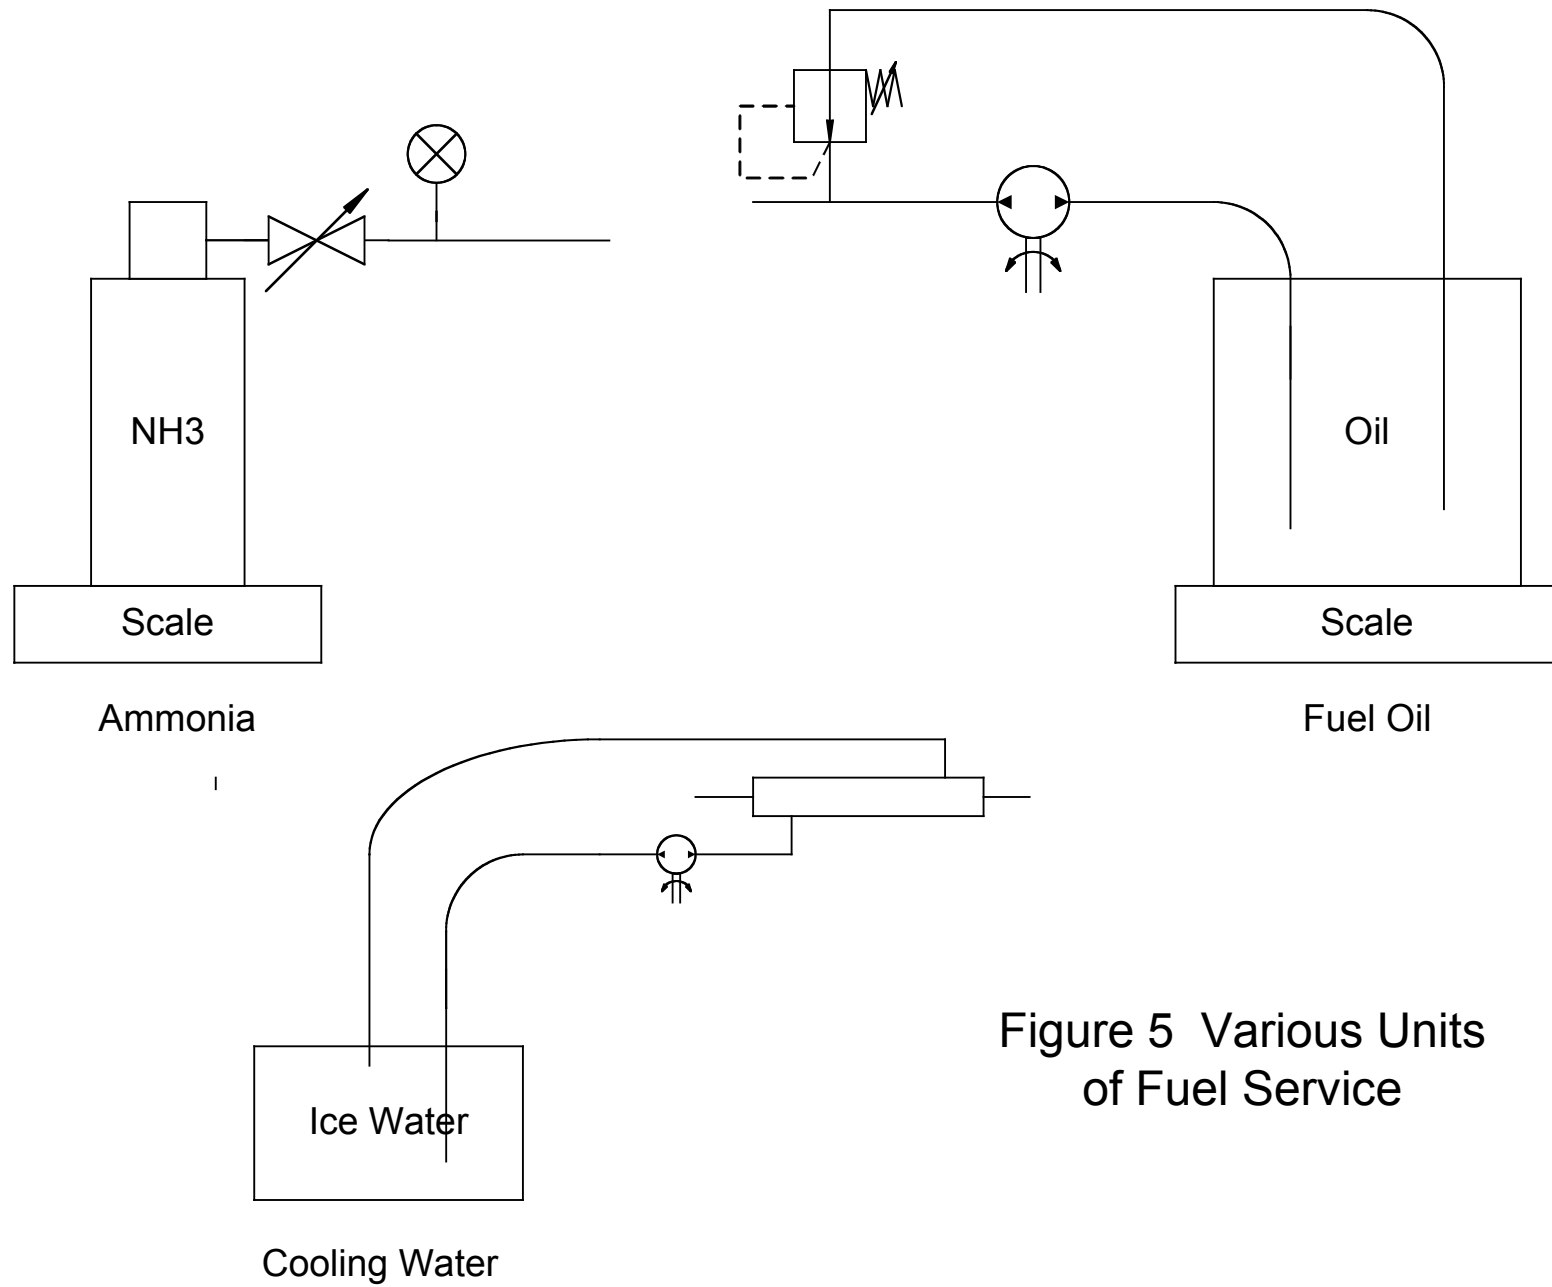 NH3
Oil
Scale
Scale
Ammonia
Fuel Oil
Ice Water
Cooling Water
Figure 5  Various Units
of Fuel Service